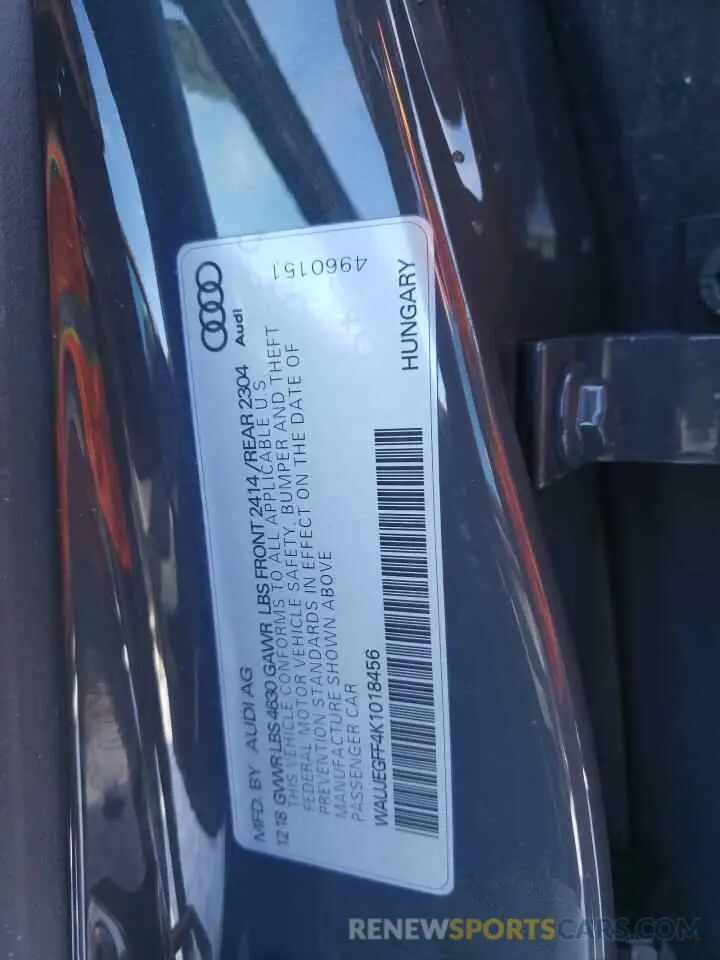 Audi
4960151
MFD. BY AUDI AG
12 18 GVWR LBS 4630 GAWR LBS FRONT 2414/REAR 2304
THIS VEHICLE CONFORMS TO ALL APPLICABLE U.S.
FEDERAL MOTOR VEHICLE SAFETY, BUMPER AND THEFT
PREVENTION STANDARDS IN EFFECT ON THE DATE OF
MANUFACTURE SHOWN ABOVE
PASSENGER CAR
HUNGARY
WAUJEGFF4K1018456
RENEWSPORTSCARS.COM